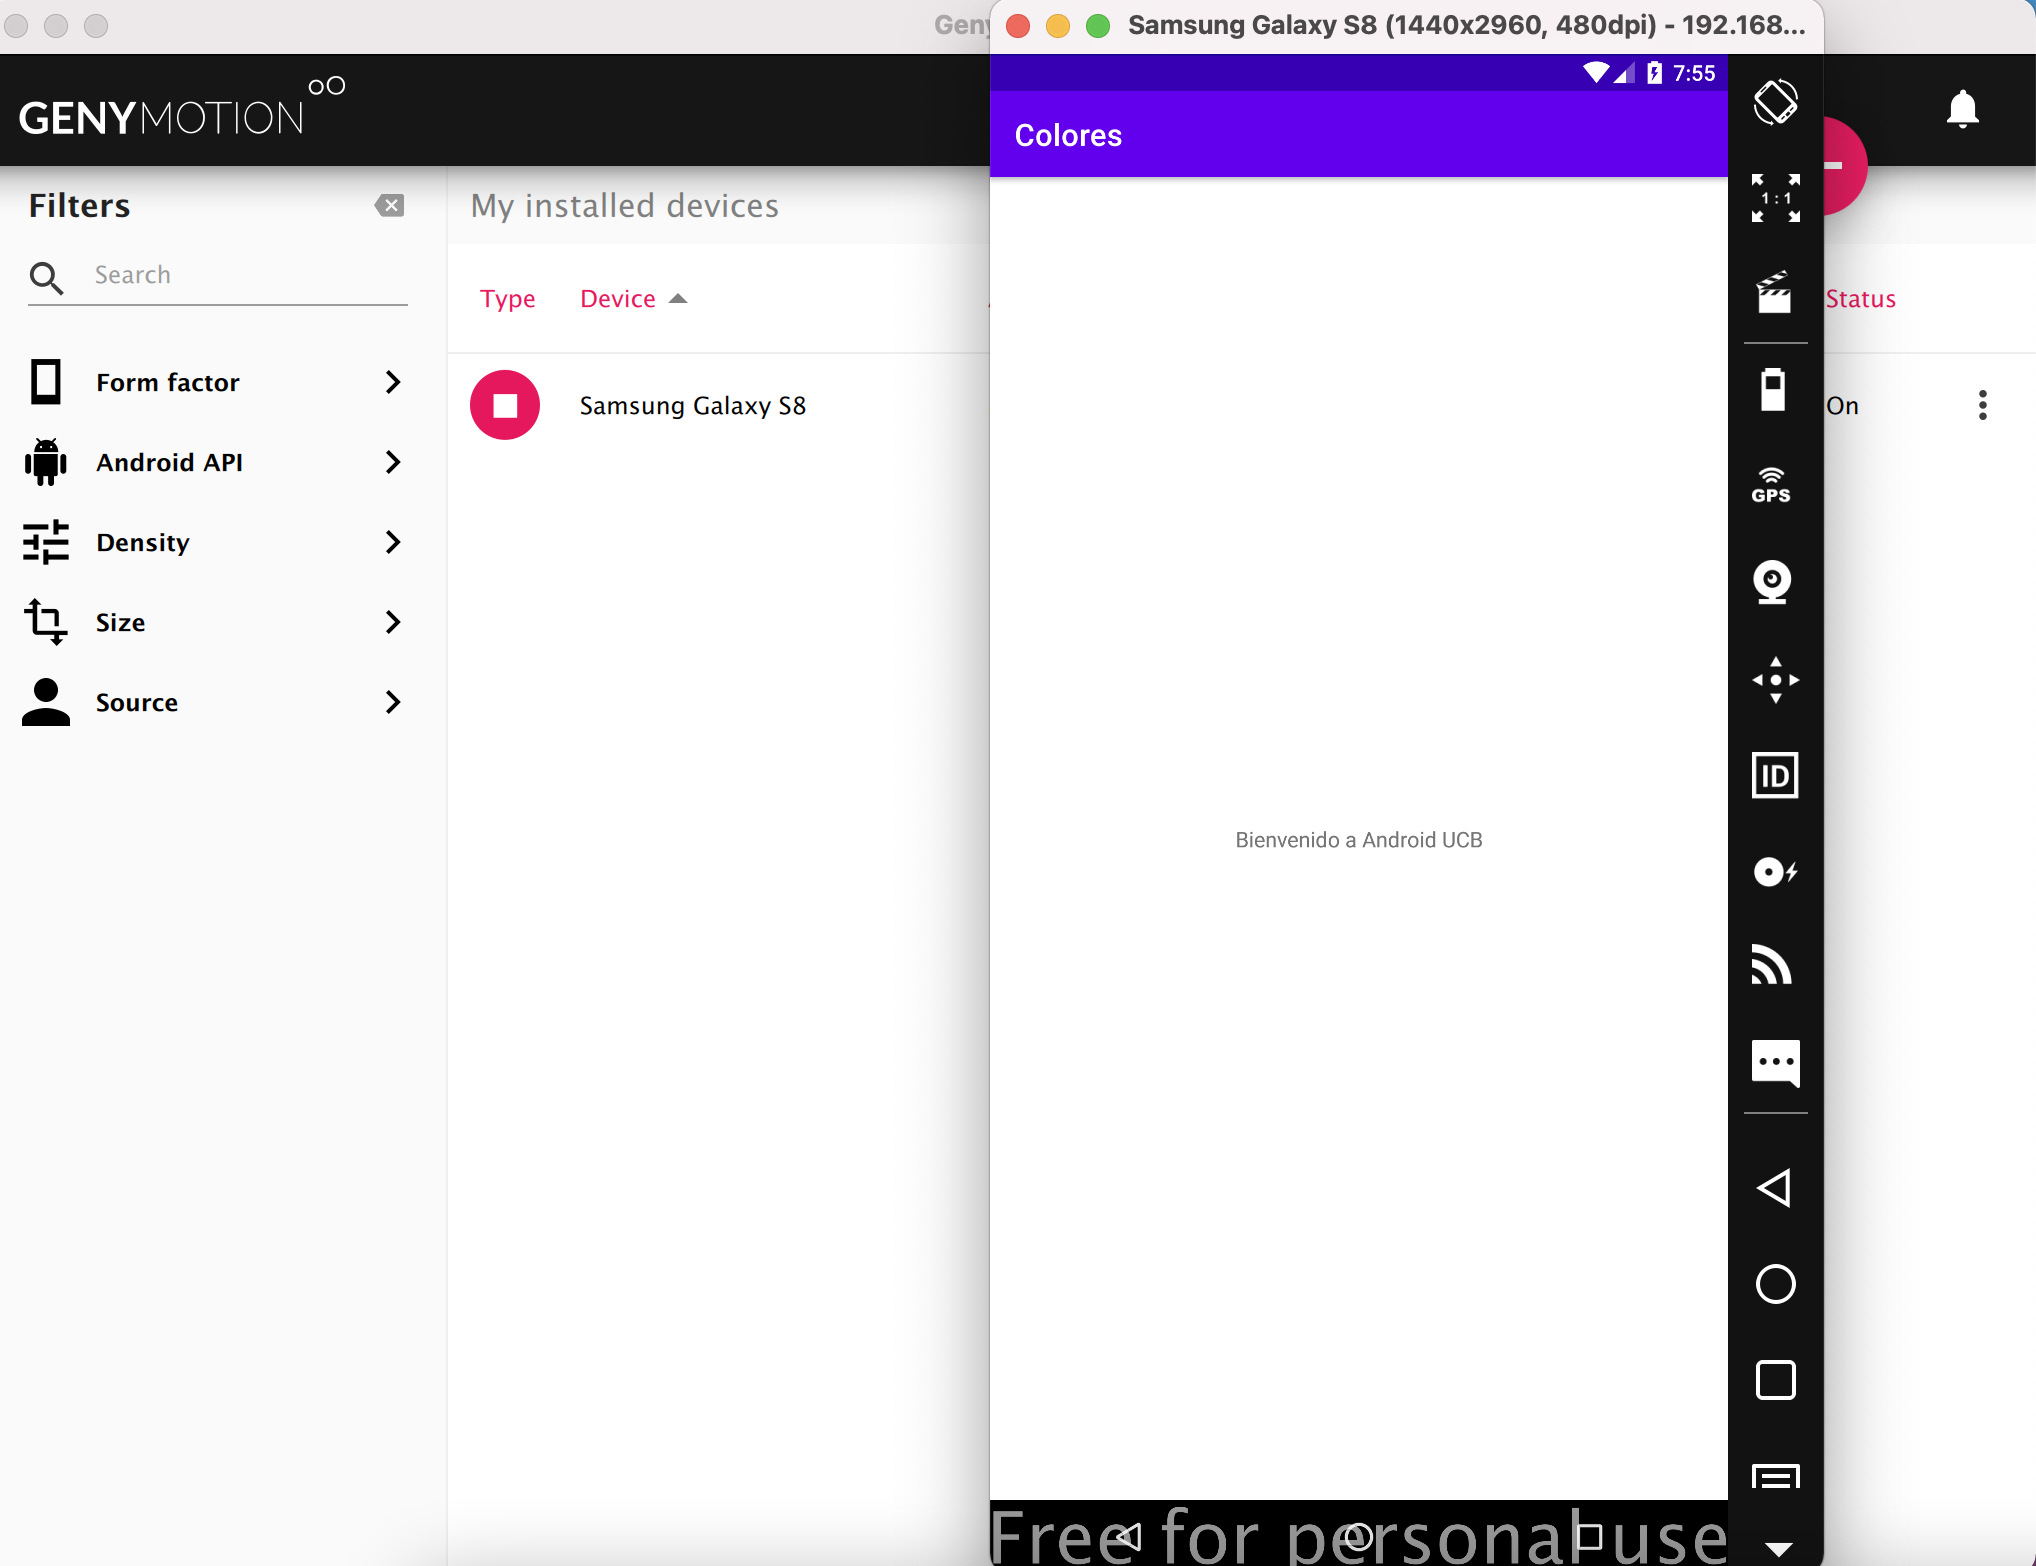 Samsung Galaxy S8 (1440x2960, 480dpi) - 192.168...
GENYMOTION
7:55
Colores
1 : 1
Filters
Search
Form factor
Android API
Density
Size
Source
My installed devices
Type Device Status
Samsung Galaxy S8 On
GPS
ID
Bienvenido a Android UCB
Free for personal use